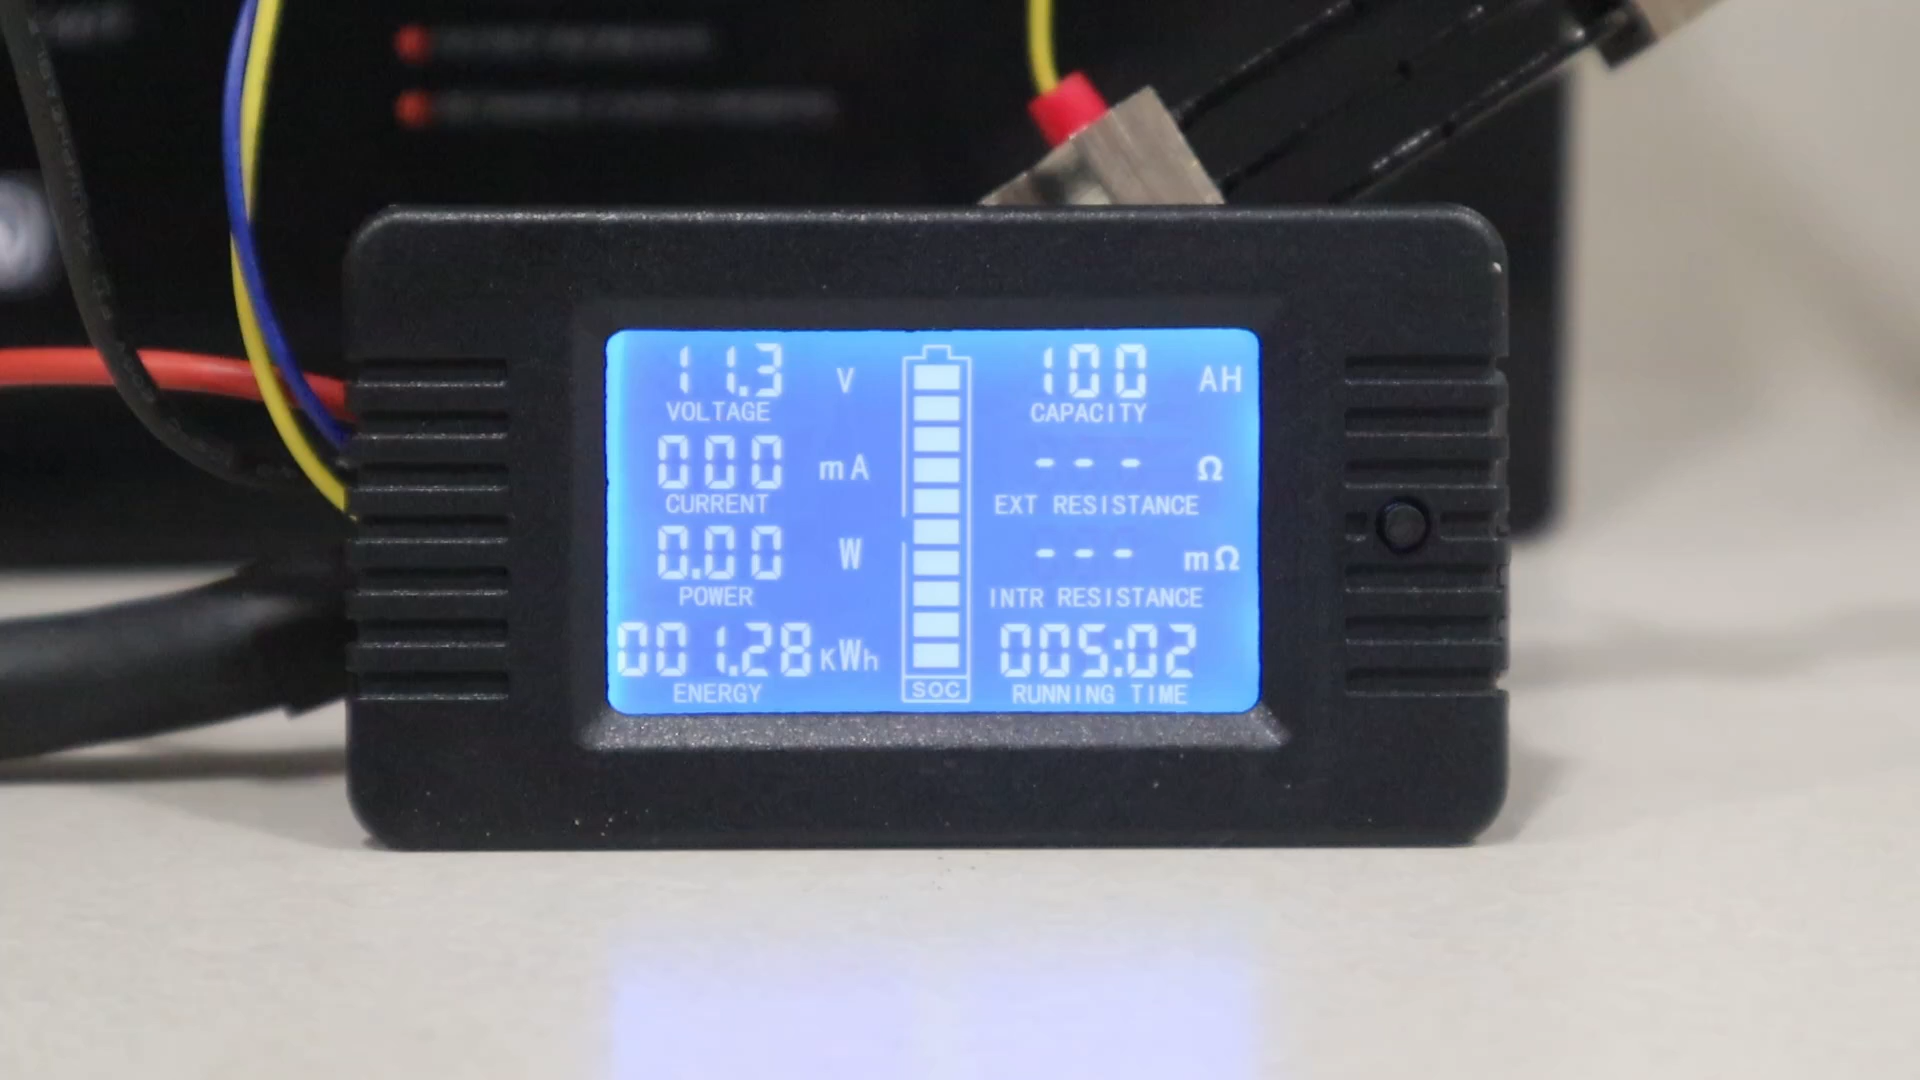 11.3 V
VOLTAGE
000 mA
CURRENT
0.00 W
POWER
001.28 KWh
ENERGY
SOC
100 AH
CAPACITY
--- Ω
EXT RESISTANCE
--- mΩ
INTR RESISTANCE
005:02
RUNNING TIME